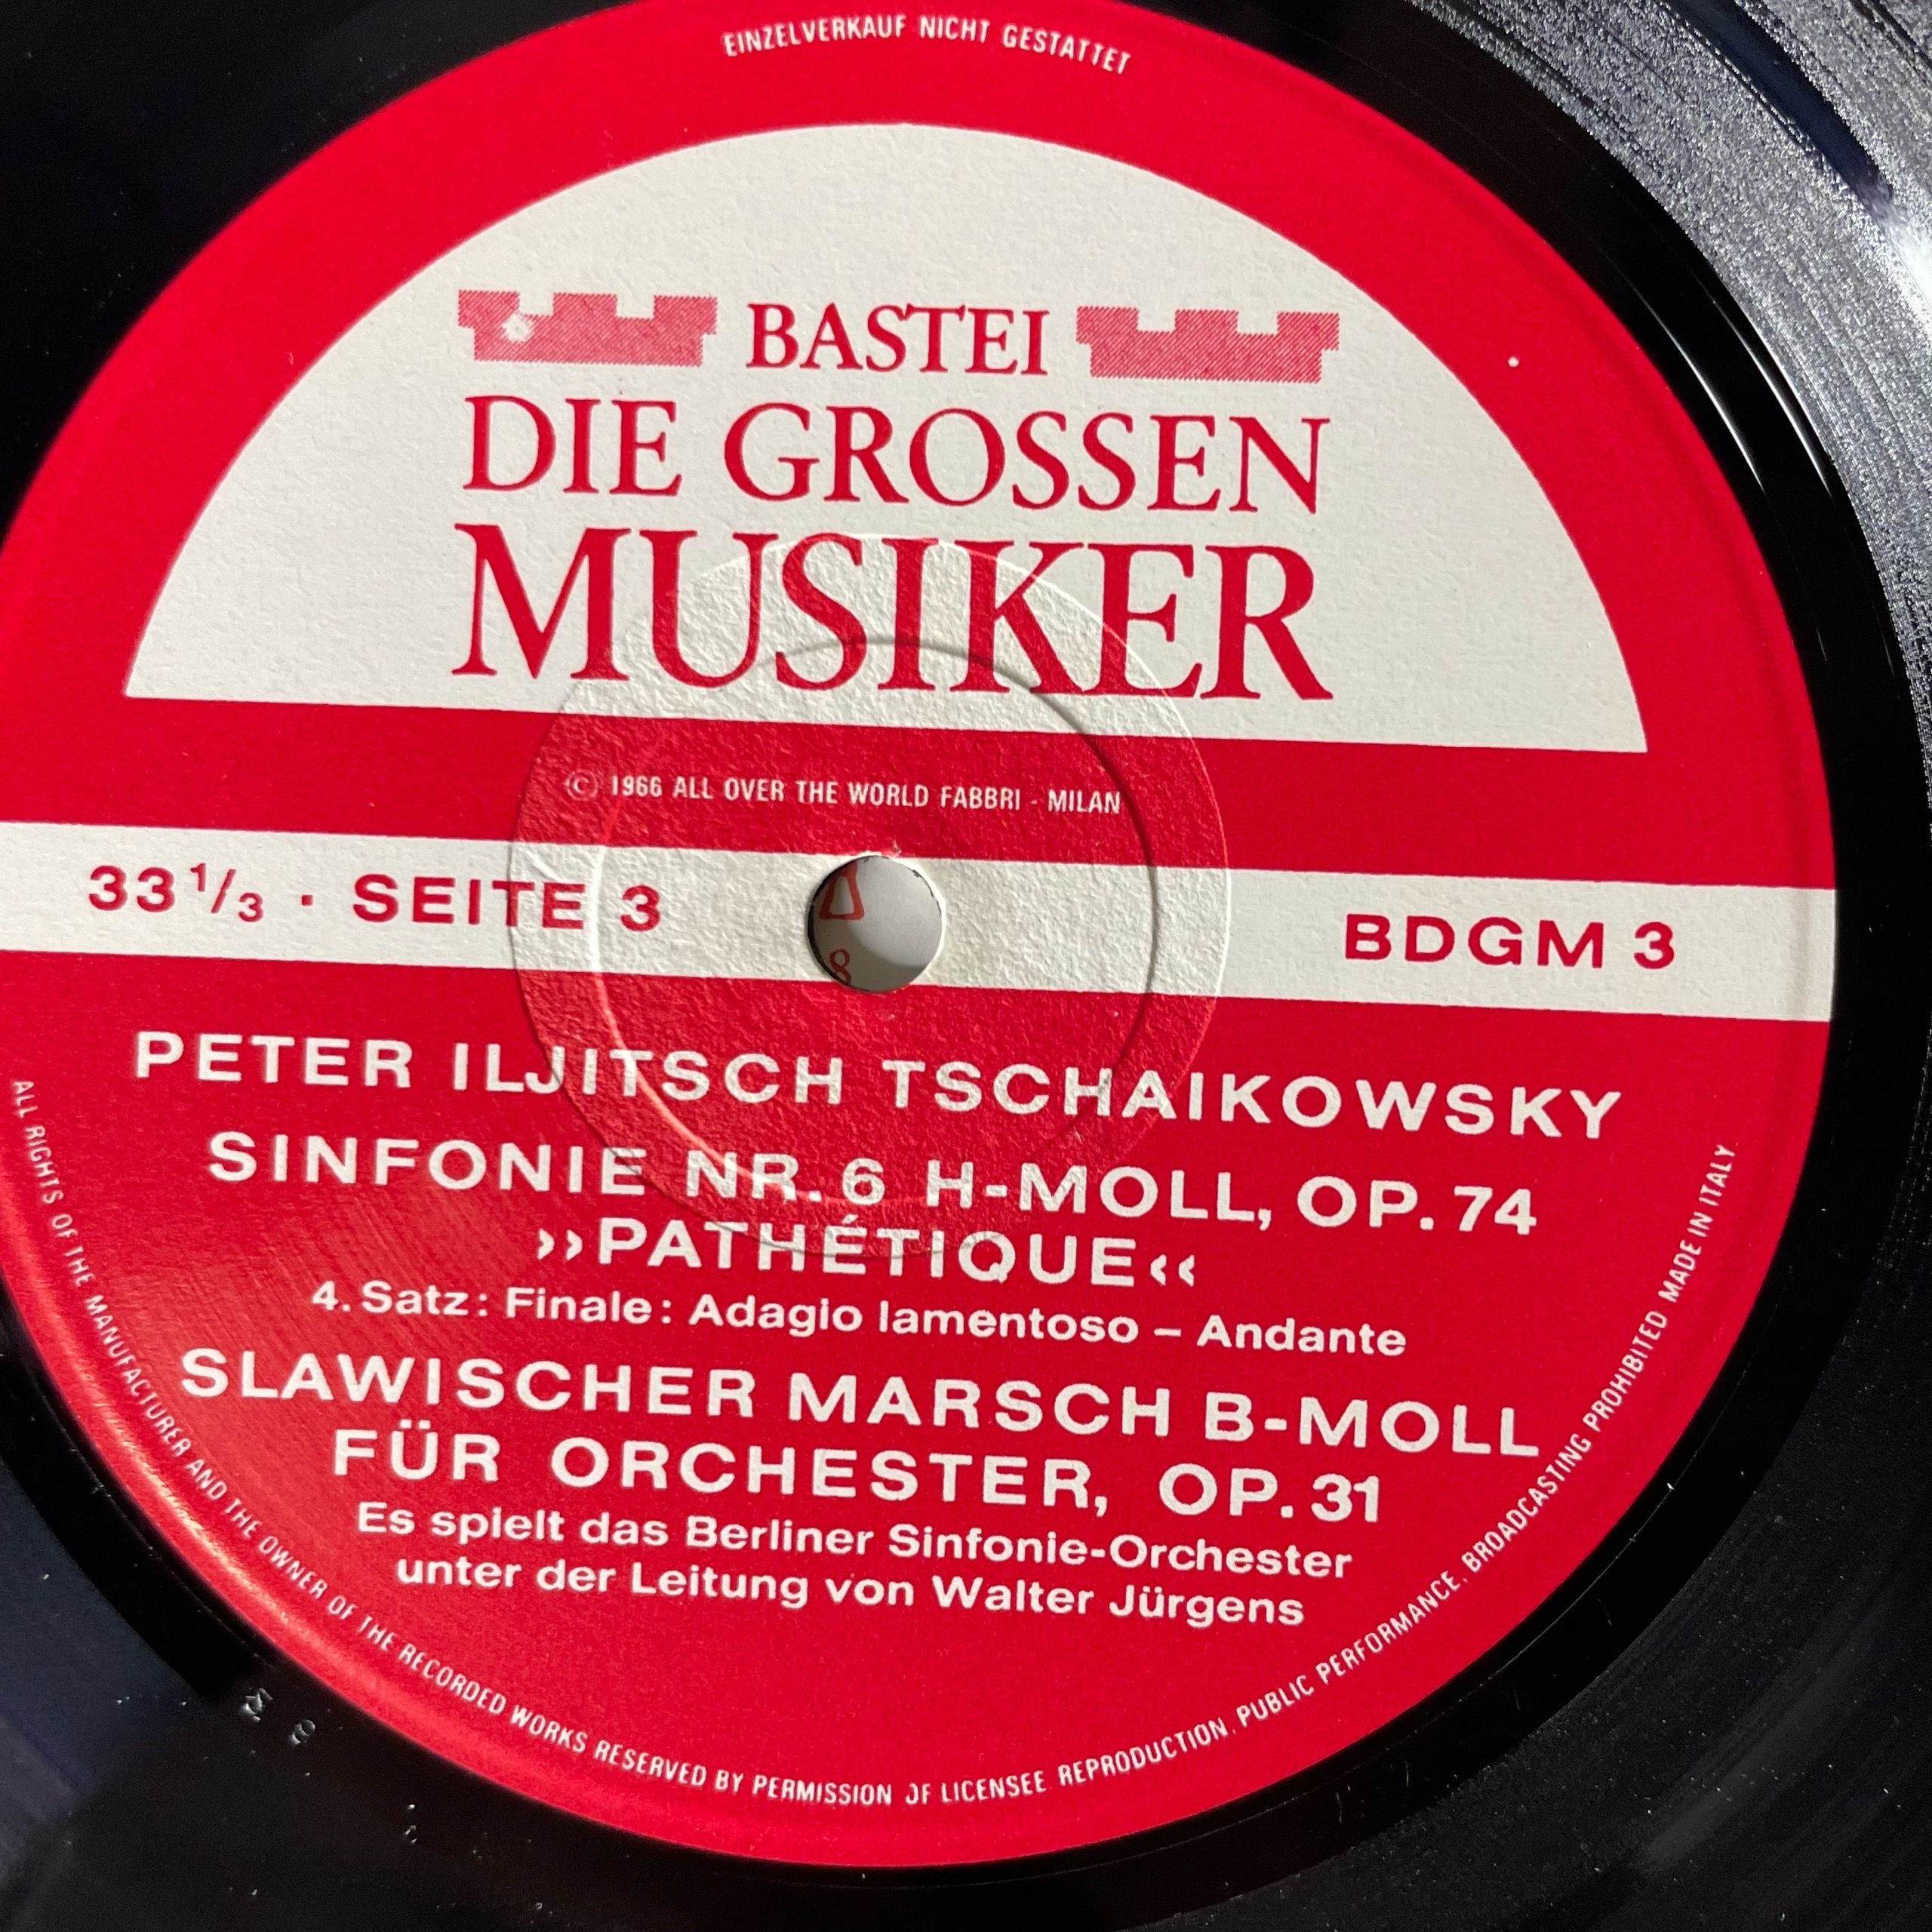 EINZELVERKAUF NICHT GESTATTET
BASTEI
DIE GROSSEN
MUSIKER
© 1966 ALL OVER THE WORLD FABBRI - MILAN
33 1/3 · SEITE 3
BDGM 3
PETER ILJITSCH TSCHAIKOWSKY
SINFONIE NR. 6 H-MOLL, OP. 74
››PATHÉTIQUE‹‹
4. Satz: Finale: Adagio lamentoso – Andante
SLAWISCHER MARSCH B-MOLL
FÜR ORCHESTER, OP. 31
Es spielt das Berliner Sinfonie-Orchester
unter der Leitung von Walter Jürgens
ALL RIGHTS OF THE MANUFACTURER AND THE OWNER OF THE RECORDED WORKS RESERVED BY PERMISSION OF LICENSEE REPRODUCTION, PUBLIC PERFORMANCE, BROADCASTING PROHIBITED MADE IN ITALY